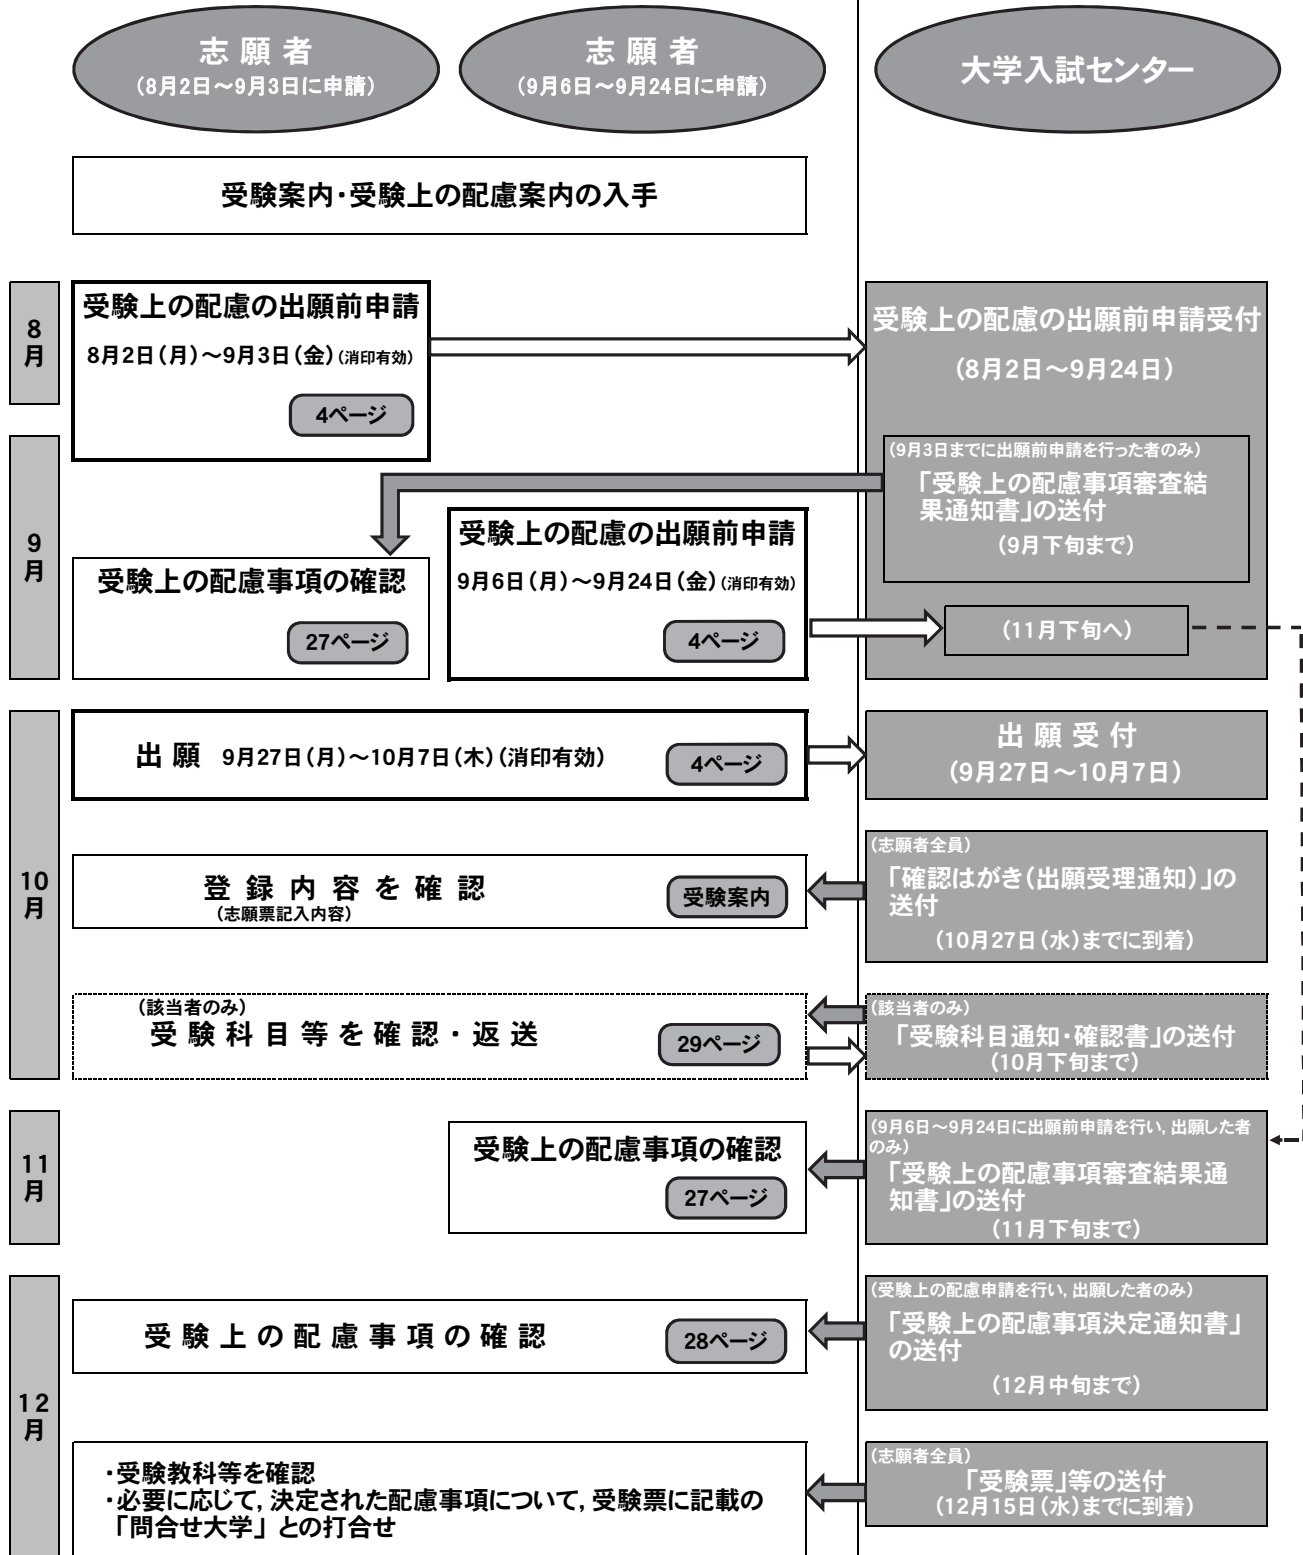 志願者
（8月2日～9月3日に申請）
志願者
（9月6日～9月24日に申請）
大学入試センター
受験案内・受験上の配慮案内の入手
8
月
受験上の配慮の出願前申請
8月2日（月）～9月3日（金）（消印有効）
4ページ
受験上の配慮の出願前申請受付
（8月2日～9月24日）
9
月
（9月3日までに出願前申請を行った者のみ）
「受験上の配慮事項審査結
果通知書」の送付
（9月下旬まで）
受験上の配慮事項の確認
27ページ
受験上の配慮の出願前申請
9月6日（月）～9月24日（金）（消印有効）
4ページ
（11月下旬へ）
10
月
出願 9月27日（月）～10月7日（木）（消印有効）
4ページ
出願受付
（9月27日～10月7日）
登録内容を確認
（志願票記入内容）
受験案内
（志願者全員）
「確認はがき（出願受理通知）」の
送付
（10月27日（水）までに到着）
（該当者のみ）
受験科目等を確認・返送
29ページ
（該当者のみ）
「受験科目通知・確認書」の送付
（10月下旬まで）
11
月
受験上の配慮事項の確認
27ページ
（9月6日～9月24日に出願前申請を行い，出願した者
のみ）
「受験上の配慮事項審査結果通
知書」の送付
（11月下旬まで）
12
月
受験上の配慮事項の確認
28ページ
（受験上の配慮申請を行い，出願した者のみ）
「受験上の配慮事項決定通知書」
の送付
（12月中旬まで）
・受験教科等を確認
・必要に応じて，決定された配慮事項について，受験票に記載の
「問合せ大学」との打合せ
（志願者全員）
「受験票」等の送付
（12月15日（水）までに到着）